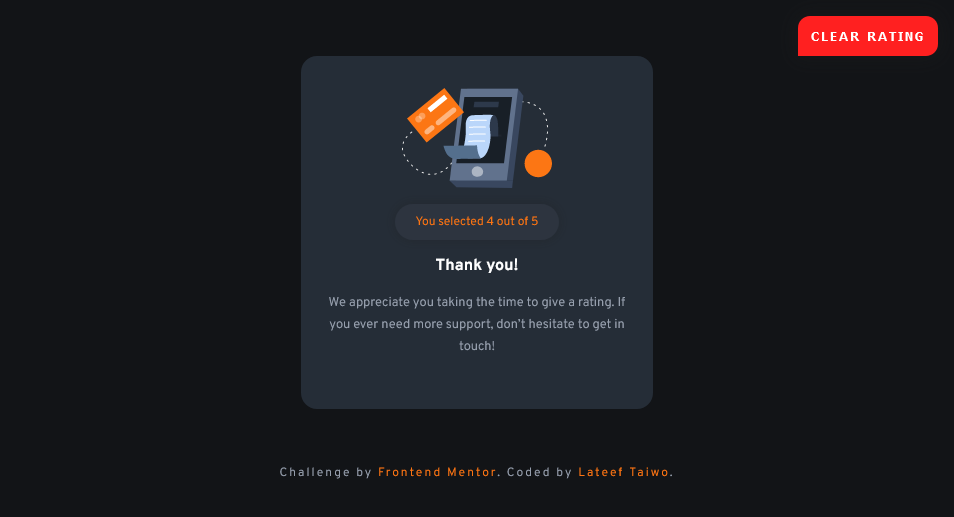 CLEAR RATING
You selected 4 out of 5
Thank you!
We appreciate you taking the time to give a rating. If
you ever need more support, don't hesitate to get in
touch!
Challenge by Frontend Mentor. Coded by Lateef Taiwo.